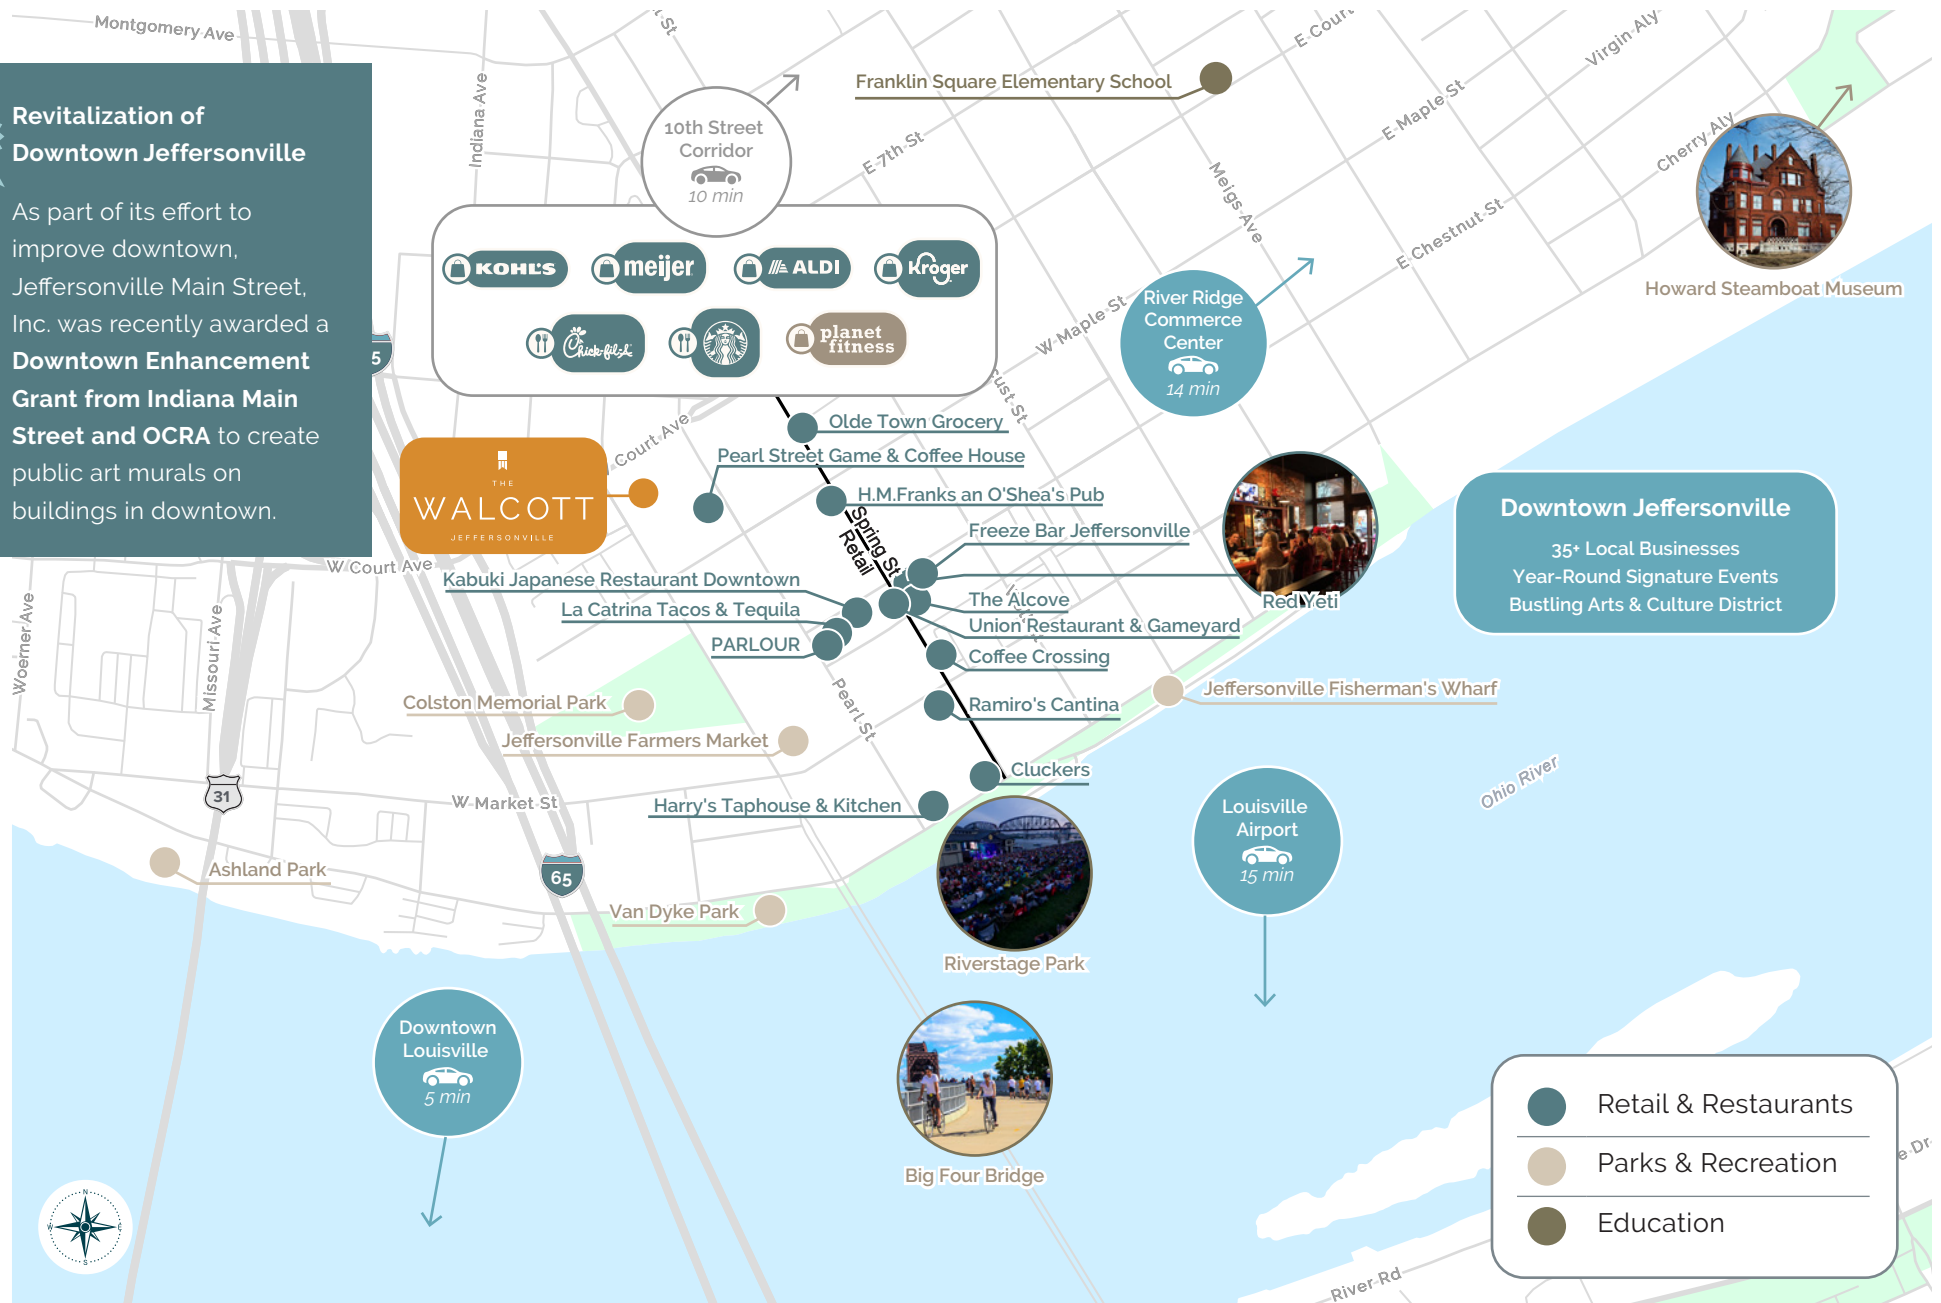 Montgomery Ave
Indiana Ave
E Court
Virgin Aly
Revitalization of
Downtown Jeffersonville
As part of its effort to
improve downtown,
Jeffersonville Main Street,
Inc. was recently awarded a
Downtown Enhancement
Grant from Indiana Main
Street and OCRA to create
public art murals on
buildings in downtown.
Franklin Square Elementary School
10th Street
Corridor
10 min
E 7th St
E Maple St
Cherry Aly
Meigs Ave
E Chestnut St
Howard Steamboat Museum
KOHL'S
meijer
ALDI
Kroger
Chick-fil-A
planet
fitness
W Maple St
River Ridge
Commerce
Center
14 min
Court Ave
Olde Town Grocery
Pearl Street Game & Coffee House
H.M.Franks an O'Shea's Pub
THE
WALCOTT
JEFFERSONVILLE
Spring St
Retail
Freeze Bar Jeffersonville
Red Yeti
The Alcove
Union Restaurant & Gameyard
Coffee Crossing
Ramiro's Cantina
Cluckers
Downtown Jeffersonville
35+ Local Businesses
Year-Round Signature Events
Bustling Arts & Culture District
W Court Ave
Kabuki Japanese Restaurant Downtown
La Catrina Tacos & Tequila
PARLOUR
Woerner Ave
Missouri Ave
Pearl St
Colston Memorial Park
Jeffersonville Farmers Market
Jeffersonville Fisherman's Wharf
Ohio River
31
W Market St
Harry's Taphouse & Kitchen
65
Ashland Park
Van Dyke Park
Riverstage Park
Louisville
Airport
15 min
Downtown
Louisville
5 min
Big Four Bridge
N
W
E
S
River Rd
Retail & Restaurants
Parks & Recreation
Education